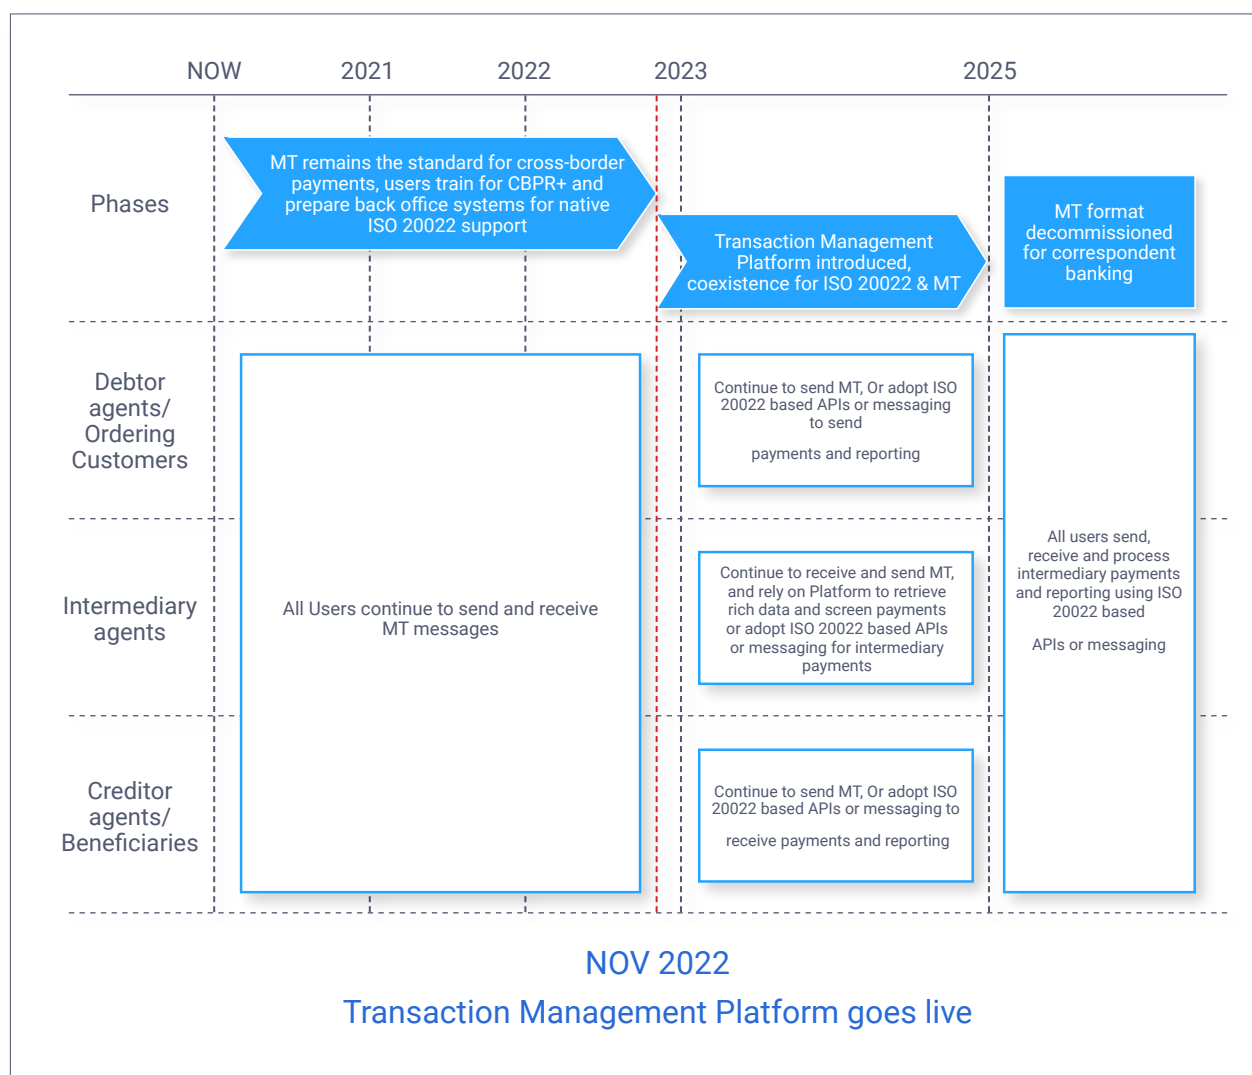 NOW 2021 2022 2023 2025
Phases
MT remains the standard for cross-border
payments, users train for CBPR+ and
prepare back office systems for native
ISO 20022 support
Transaction Management
Platform introduced,
coexistence for ISO 20022 & MT
MT format
decommissioned
for correspondent
banking
Debtor
agents/
Ordering
Customers
Continue to send MT, Or adopt ISO
20022 based APIs or messaging
to send
payments and reporting
Intermediary
agents
All Users continue to send and receive
MT messages
Continue to receive and send MT,
and rely on Platform to retrieve
rich data and screen payments
or adopt ISO 20022 based APIs
or messaging for intermediary
payments
All users send,
receive and process
intermediary payments
and reporting using ISO
20022 based
APIs or messaging
Creditor
agents/
Beneficiaries
Continue to send MT, Or adopt ISO
20022 based APIs or messaging to
receive payments and reporting
NOV 2022
Transaction Management Platform goes live